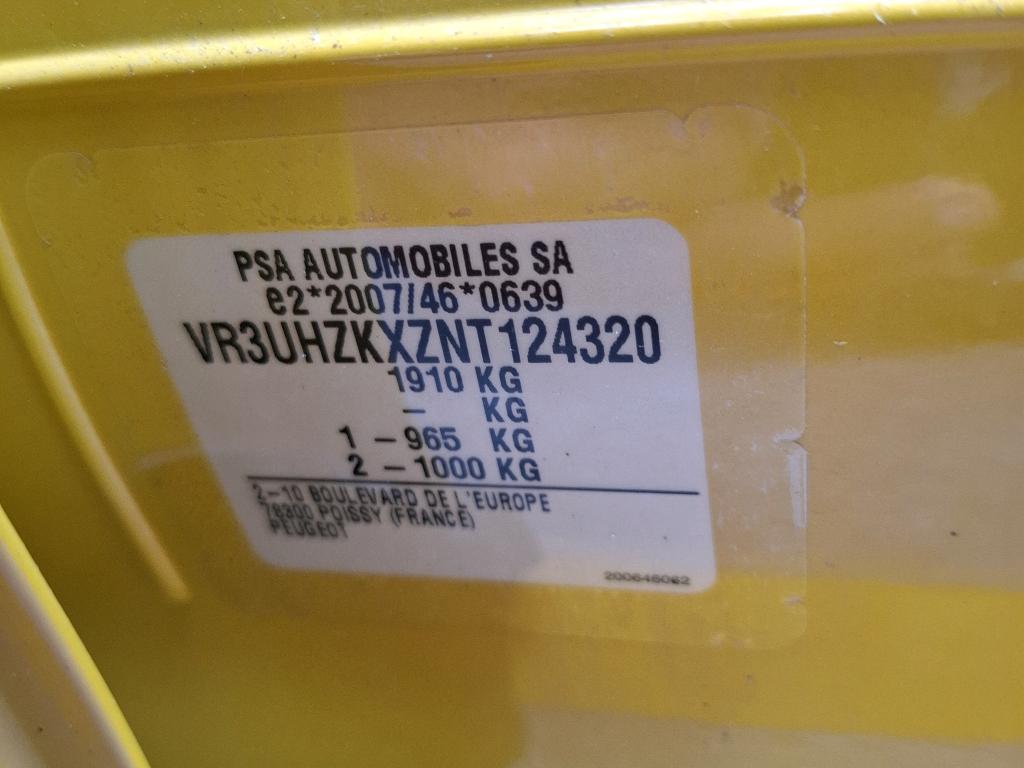 PSA AUTOMOBILES SA
e2*2007/46*0639
VR3UHZKXZNT124320
1910 KG
– KG
1 – 965 KG
2 – 1000 KG
2–10 BOULEVARD DE L'EUROPE
78300 POISSY (FRANCE)
PEUGEOT
200646062